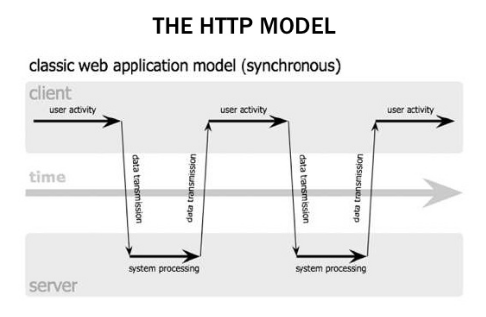 THE HTTP MODEL
classic web application model (synchronous)
client
user activity
user activity
user activity
data transmission
data transmission
data transmission
data transmission
time
system processing
system processing
server